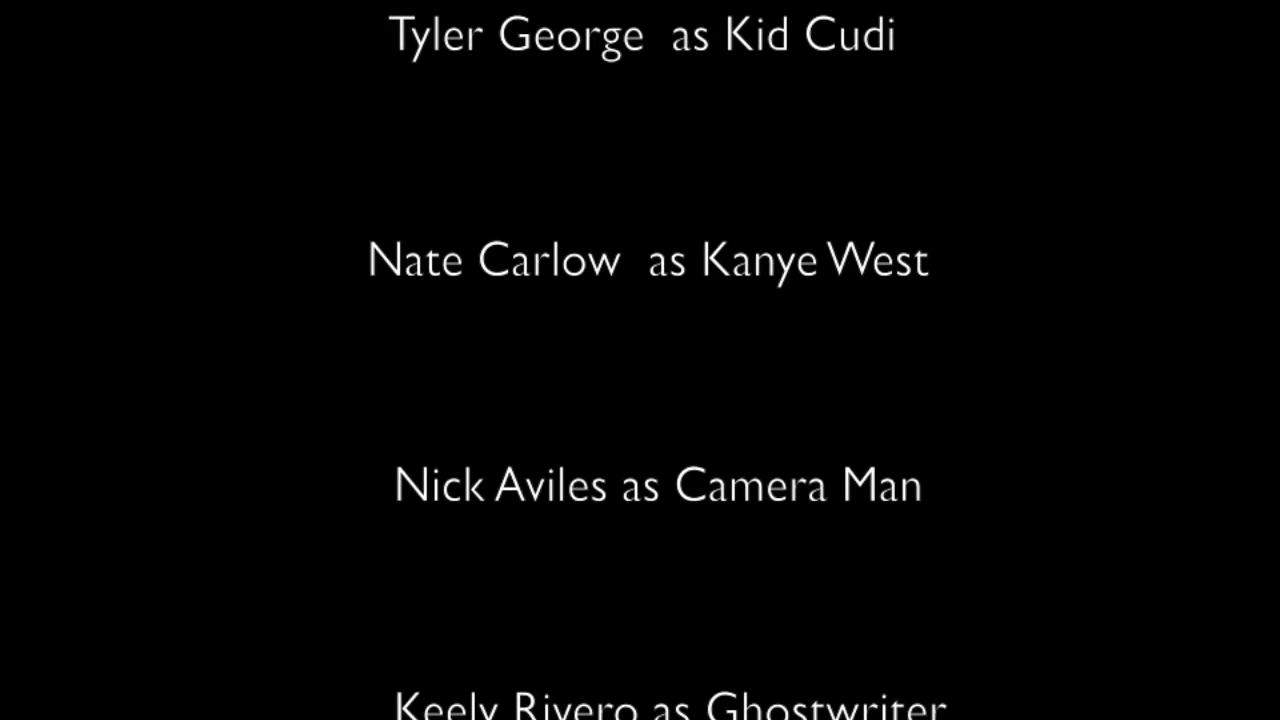 Tyler George  as Kid Cudi
Nate Carlow  as Kanye West
Nick Aviles as Camera Man
Keely Rivero as Ghostwriter